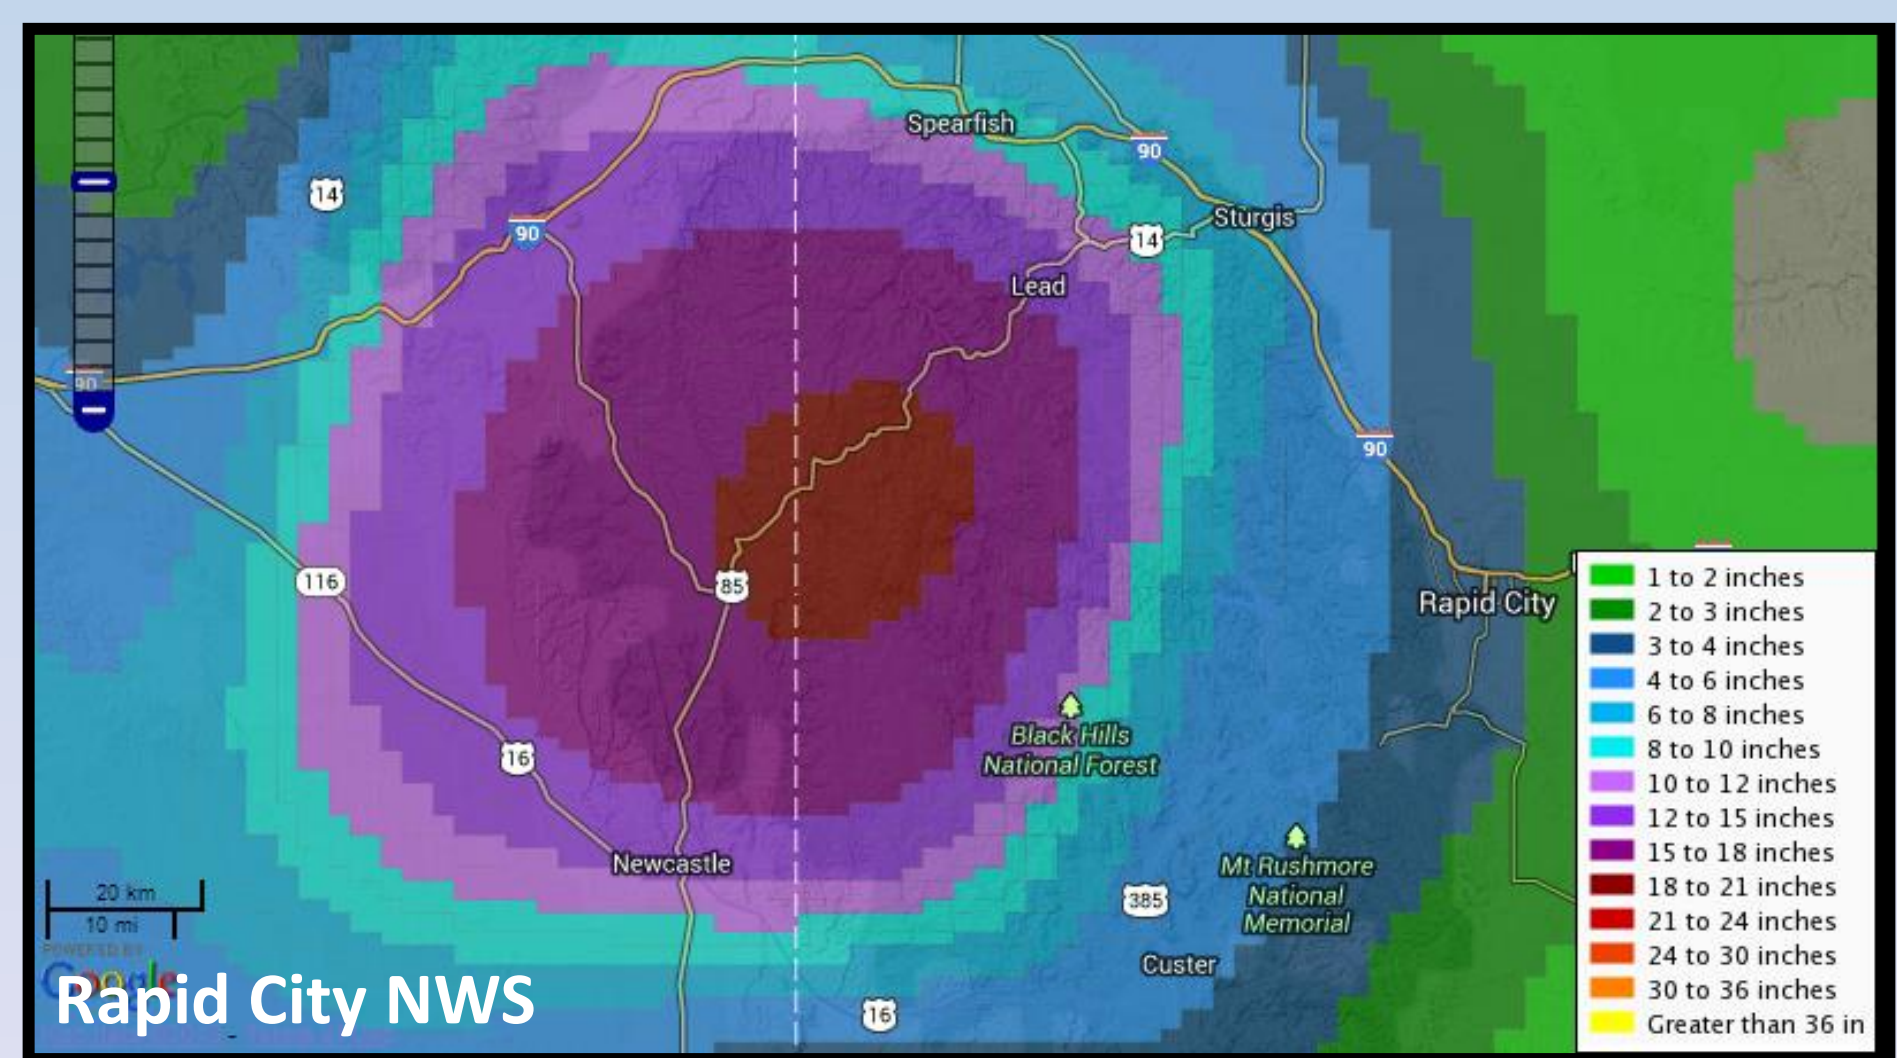 Spearfish
90
14
Sturgis
90
14
Lead
90
90
116
85
Rapid City
Black Hills
National Forest
16
Newcastle
Mt Rushmore
National
Memorial
385
Custer
16
20 km
10 mi
POWERED BY
Google
Rapid City NWS
1 to 2 inches
2 to 3 inches
3 to 4 inches
4 to 6 inches
6 to 8 inches
8 to 10 inches
10 to 12 inches
12 to 15 inches
15 to 18 inches
18 to 21 inches
21 to 24 inches
24 to 30 inches
30 to 36 inches
Greater than 36 in